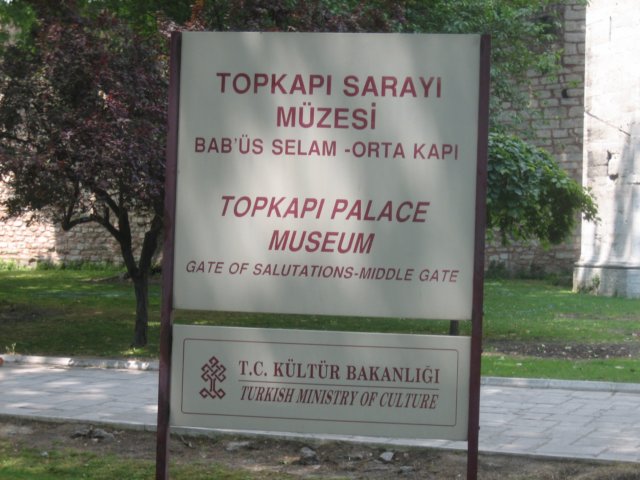 TOPKAPI SARAYI
MÜZESİ
BAB'ÜS SELAM -ORTA KAPI
TOPKAPI PALACE
MUSEUM
GATE OF SALUTATIONS-MIDDLE GATE
T.C. KÜLTÜR BAKANLIĞI
TURKISH MINISTRY OF CULTURE